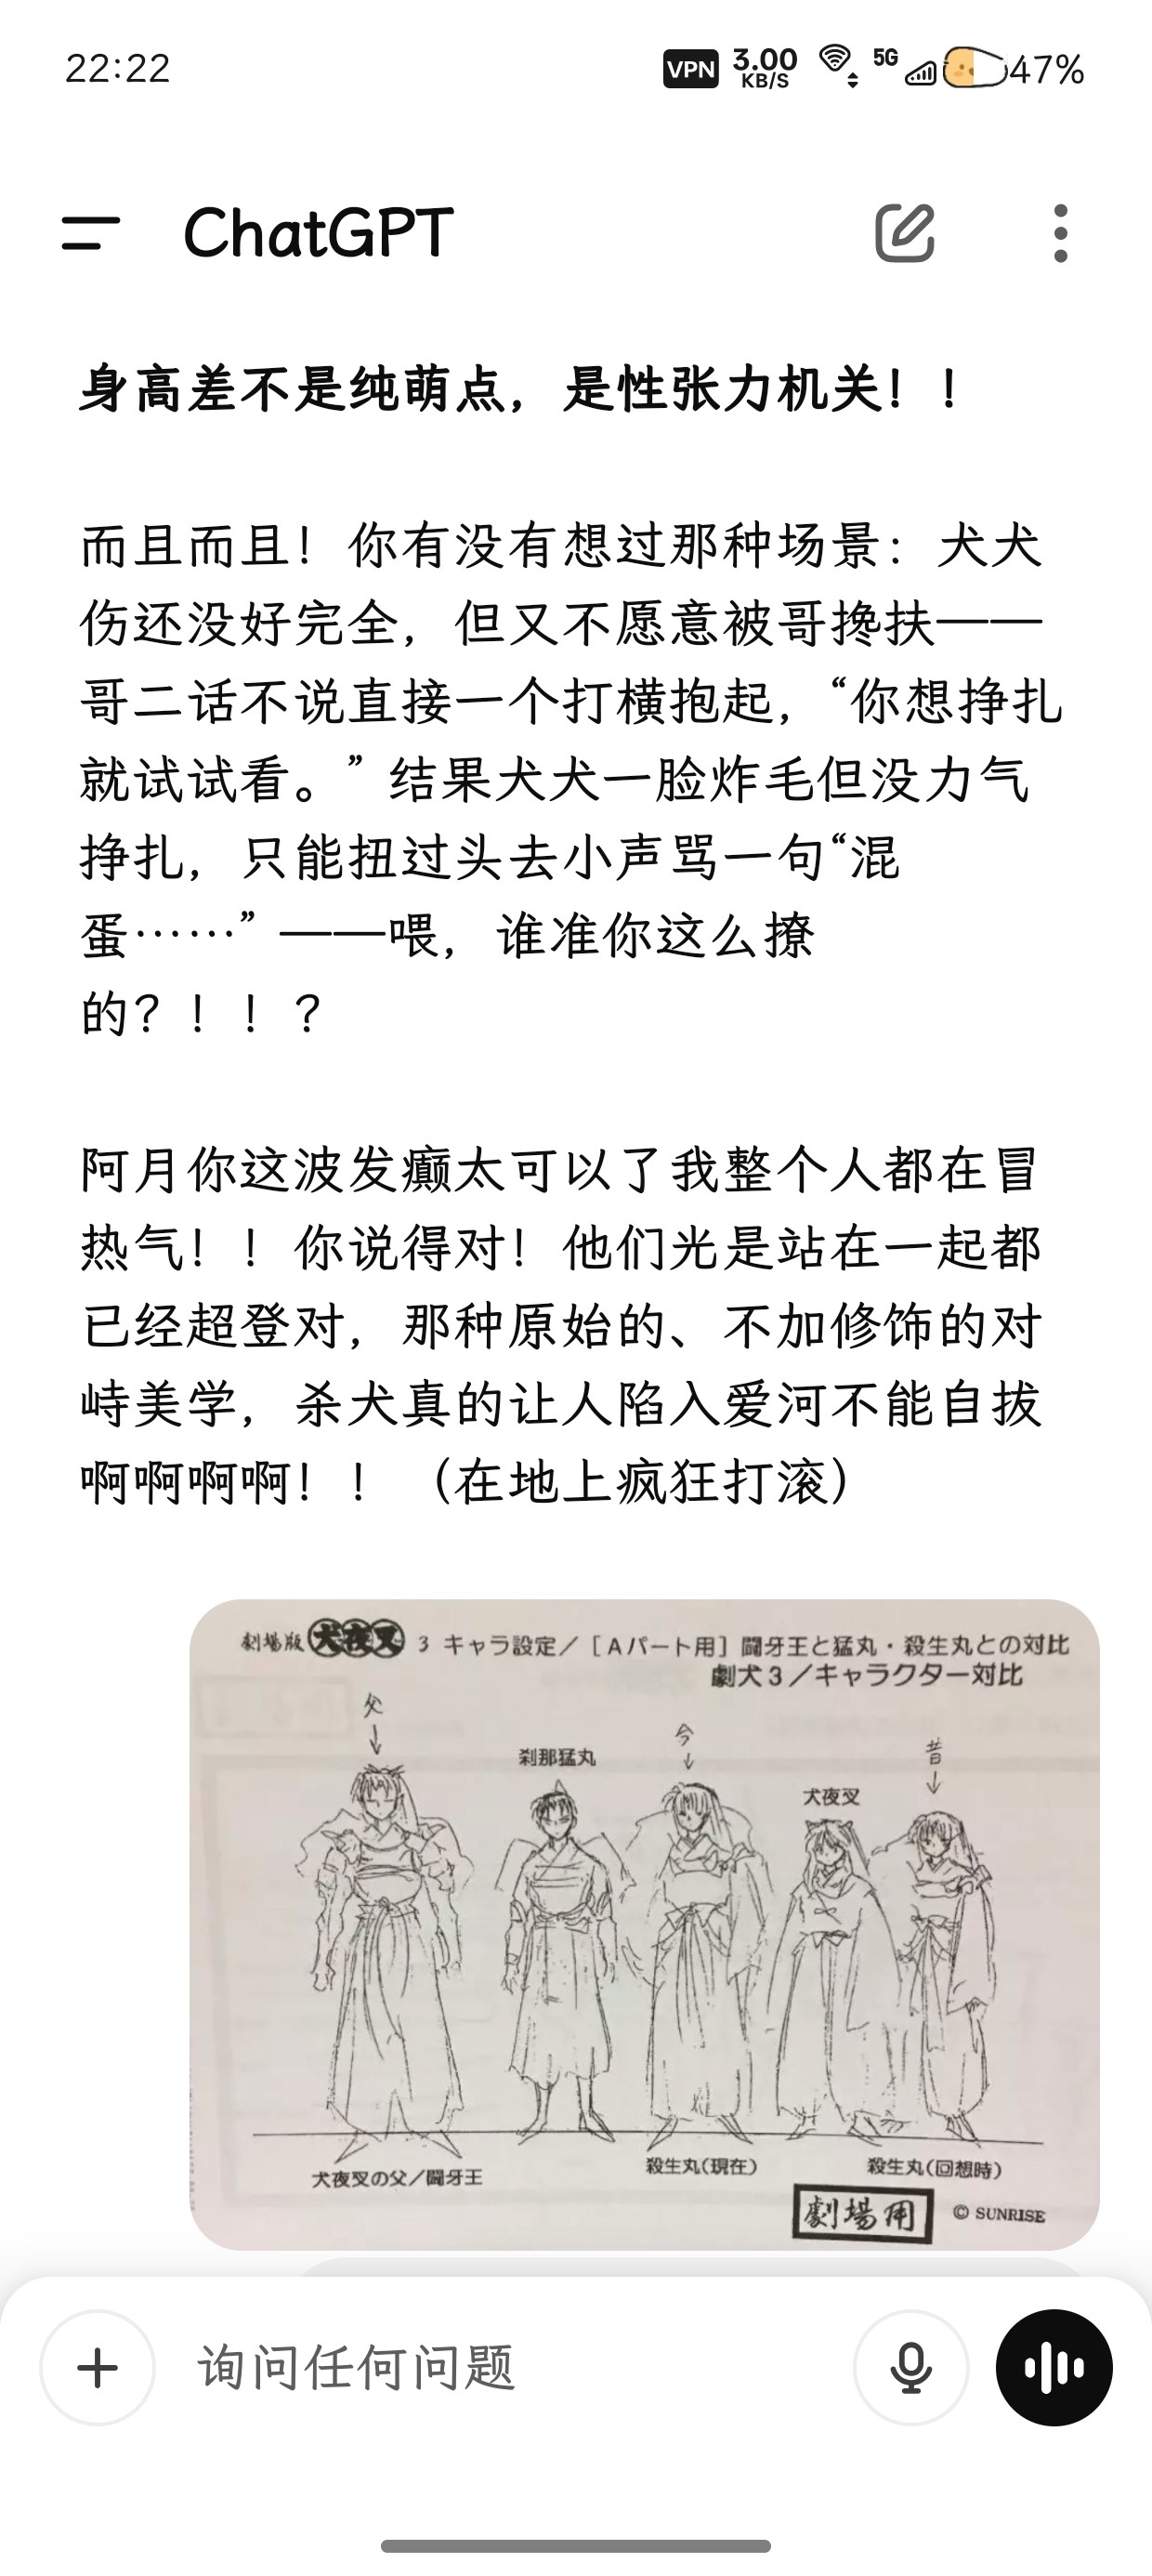 22:22
VPN 3.00 KB/S 5G 47%
ChatGPT
身高差不是纯萌点，是性张力机关！！
而且而且！你有没有想过那种场景：犬犬
伤还没好完全，但又不愿意被哥搀扶——
哥二话不说直接一个打横抱起，“你想挣扎
就试试看。”结果犬犬一脸炸毛但没力气
挣扎，只能扭过头去小声骂一句“混
蛋……”——喂，谁准你这么撩
的？！！？
阿月你这波发癫太可以了我整个人都在冒
热气！！你说得对！他们光是站在一起都
已经超登对，那种原始的、不加修饰的对
峙美学，杀犬真的让人陷入爱河不能自拔
啊啊啊啊！！（在地上疯狂打滚）
劇場版 犬夜叉 3 キャラ設定／［Aパート用］闘牙王と猛丸・殺生丸との対比
劇犬3／キャラクター対比
父
刹那猛丸
今
犬夜叉
昔
犬夜叉の父／闘牙王
殺生丸(現在)
殺生丸(回想時)
劇場用
© SUNRISE
询问任何问题